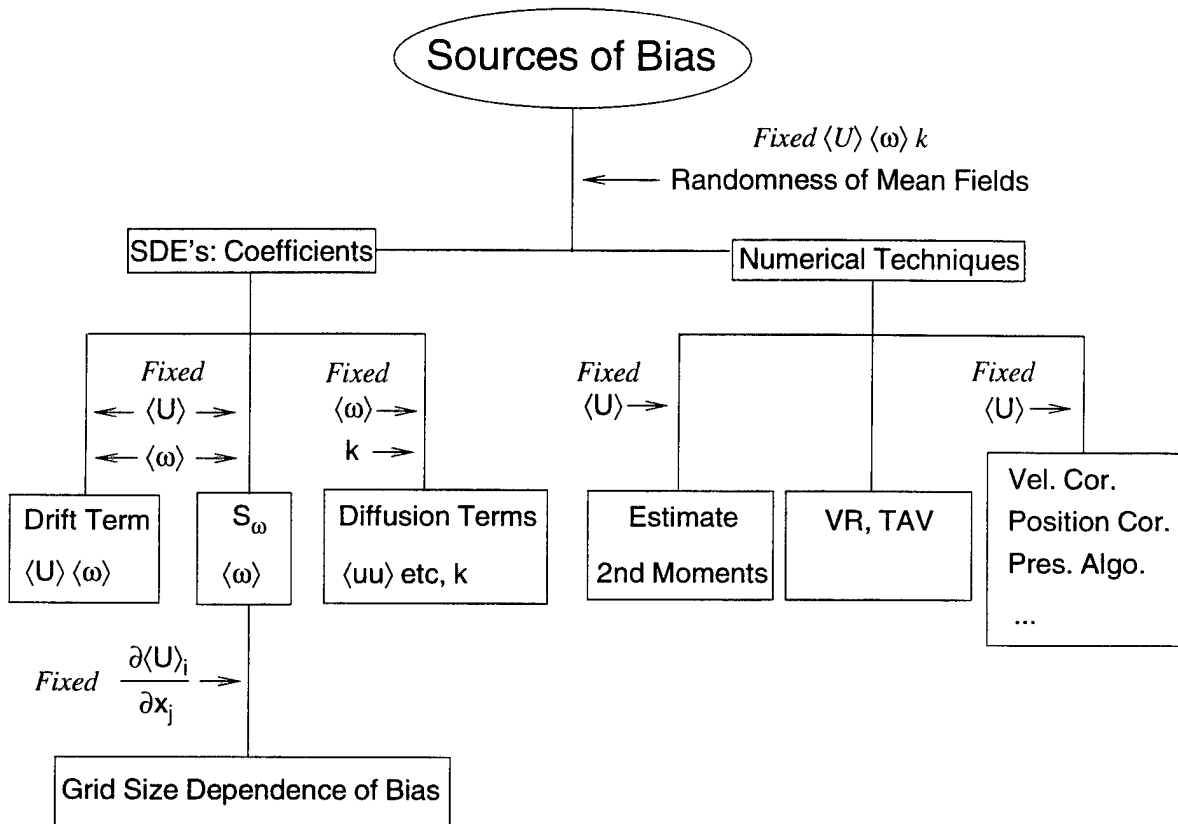 Sources of Bias
Fixed ⟨U⟩ ⟨ω⟩ k
Randomness of Mean Fields
SDE's: Coefficients
Numerical Techniques
Fixed
⟨U⟩
⟨ω⟩
Fixed
⟨ω⟩
k
Fixed
⟨U⟩
Fixed
⟨U⟩
Drift Term
⟨U⟩ ⟨ω⟩
S_ω
⟨ω⟩
Diffusion Terms
⟨uu⟩ etc, k
Estimate
2nd Moments
VR, TAV
Vel. Cor.
Position Cor.
Pres. Algo.
...
Fixed ∂⟨U⟩_i / ∂x_j
Grid Size Dependence of Bias